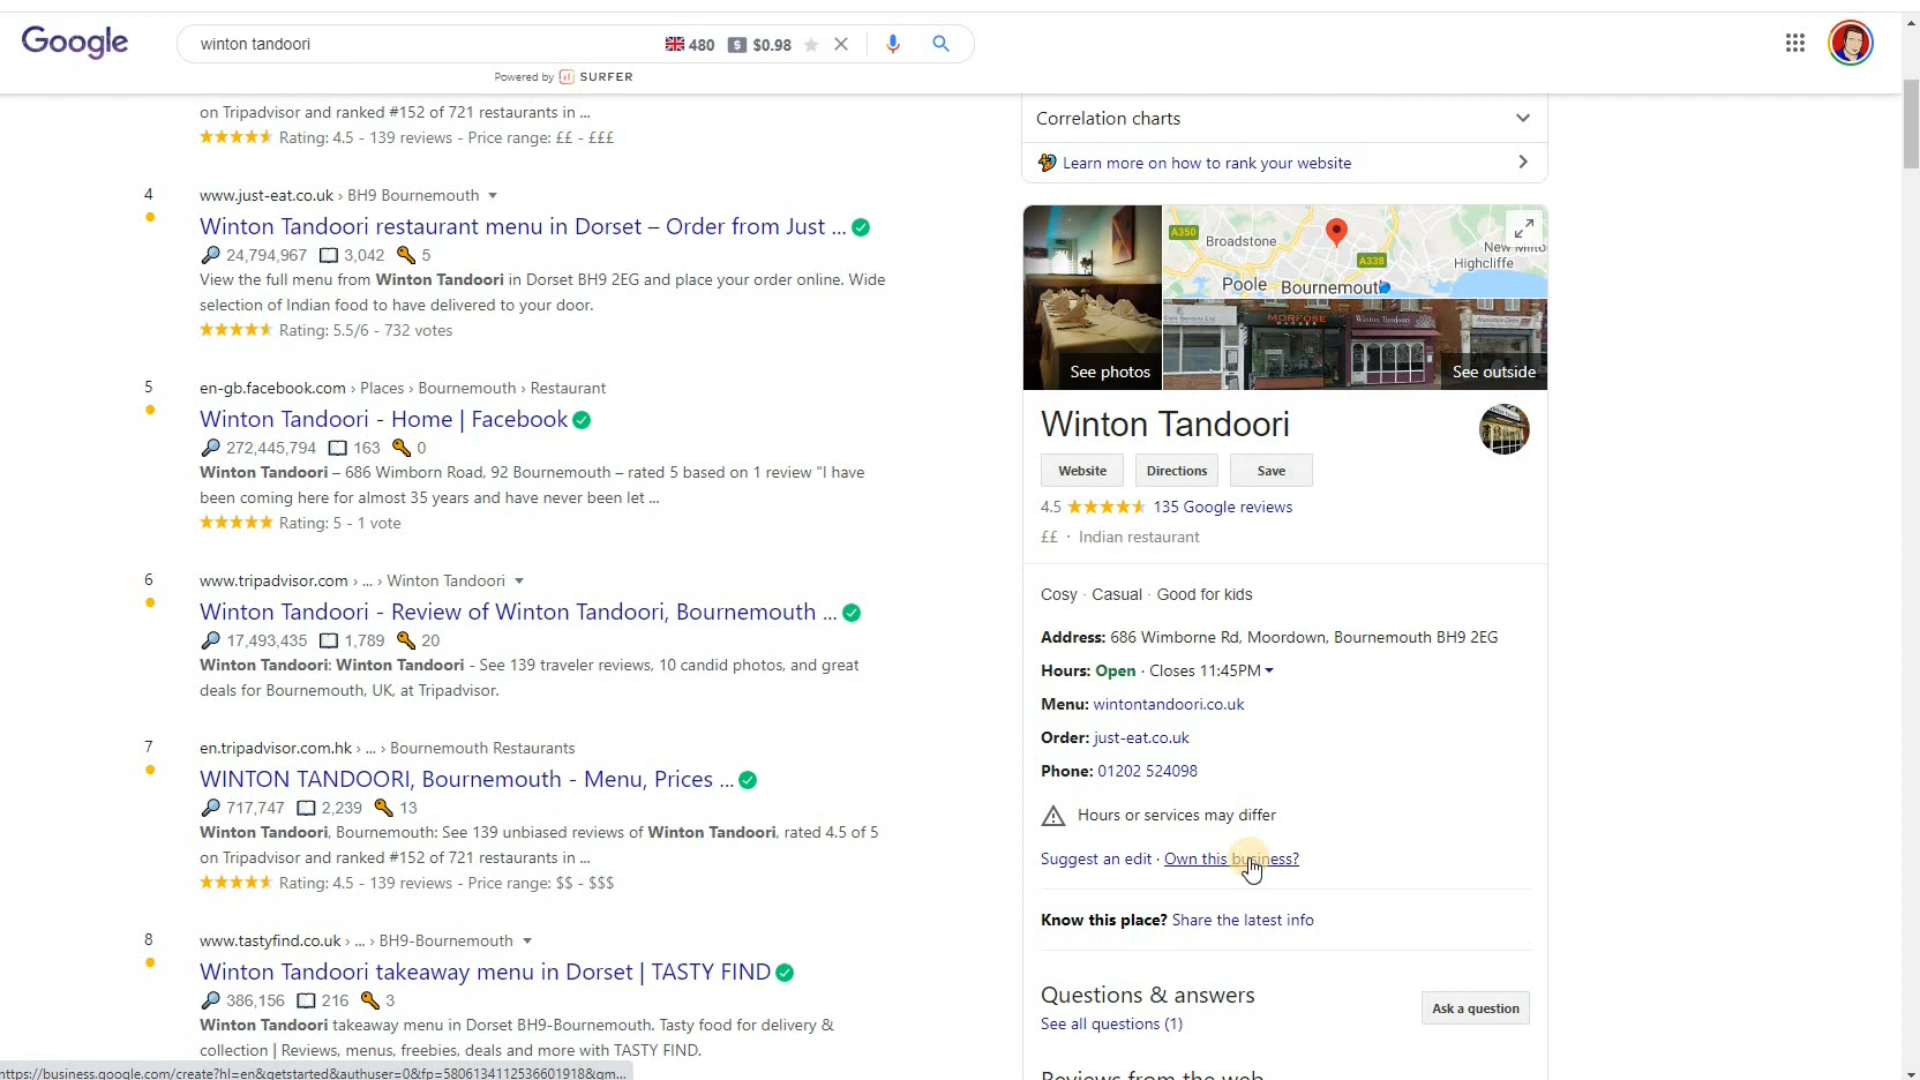 Google
winton tandoori
480 $ $0.98
Powered by SURFER
on Tripadvisor and ranked #152 of 721 restaurants in ...
Rating: 4.5 - 139 reviews - Price range: ££ - £££
4
www.just-eat.co.uk › BH9 Bournemouth
Winton Tandoori restaurant menu in Dorset – Order from Just ...
24,794,967 3,042 5
View the full menu from Winton Tandoori in Dorset BH9 2EG and place your order online. Wide
selection of Indian food to have delivered to your door.
Rating: 5.5/6 - 732 votes
5
en-gb.facebook.com › Places › Bournemouth › Restaurant
Winton Tandoori - Home | Facebook
272,445,794 163 0
Winton Tandoori – 686 Wimborn Road, 92 Bournemouth – rated 5 based on 1 review "I have
been coming here for almost 35 years and have never been let ...
Rating: 5 - 1 vote
6
www.tripadvisor.com › ... › Winton Tandoori
Winton Tandoori - Review of Winton Tandoori, Bournemouth ...
17,493,435 1,789 20
Winton Tandoori: Winton Tandoori - See 139 traveler reviews, 10 candid photos, and great
deals for Bournemouth, UK, at Tripadvisor.
7
en.tripadvisor.com.hk › ... › Bournemouth Restaurants
WINTON TANDOORI, Bournemouth - Menu, Prices ...
717,747 2,239 13
Winton Tandoori, Bournemouth: See 139 unbiased reviews of Winton Tandoori, rated 4.5 of 5
on Tripadvisor and ranked #152 of 721 restaurants in ...
Rating: 4.5 - 139 reviews - Price range: $$ - $$$
8
www.tastyfind.co.uk › ... › BH9-Bournemouth
Winton Tandoori takeaway menu in Dorset | TASTY FIND
386,156 216 3
Winton Tandoori takeaway menu in Dorset BH9-Bournemouth. Tasty food for delivery &
collection | Reviews, menus, freebies, deals and more with TASTY FIND.
https://business.google.com/create?hl=en&getstarted&authuser=0&fp=5806134112536601918&gm...
Correlation charts
Learn more on how to rank your website
A350
Broadstone
New Milto
A338
Highcliffe
Poole
Bournemouth
MORFOSE
Winton Tandoori
See photos
See outside
Winton Tandoori
Website Directions Save
4.5 135 Google reviews
££ · Indian restaurant
Cosy · Casual · Good for kids
Address: 686 Wimborne Rd, Moordown, Bournemouth BH9 2EG
Hours: Open · Closes 11:45PM
Menu: wintontandoori.co.uk
Order: just-eat.co.uk
Phone: 01202 524098
Hours or services may differ
Suggest an edit · Own this business?
Know this place? Share the latest info
Questions & answers
See all questions (1)
Ask a question
Reviews from the web